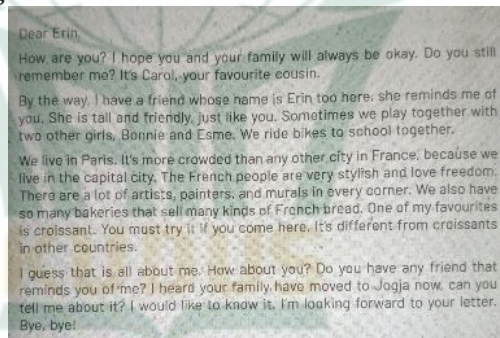 Dear Erin,
How are you? I hope you and your family will always be okay. Do you still
remember me? It's Carol, your favourite cousin.
By the way, I have a friend whose name is Erin too here, she reminds me of
you. She is tall and friendly, just like you. Sometimes we play together with
two other girls, Bonnie and Esme. We ride bikes to school together.
We live in Paris. It's more crowded than any other city in France, because we
live in the capital city. The French people are very stylish and love freedom.
There are a lot of artists, painters, and murals in every corner. We also have
so many bakeries that sell many kinds of French bread. One of my favourites
is croissant. You must try it if you come here. It's different from croissants
in other countries.
I guess that is all about me. How about you? Do you have any friend that
reminds you of me? I heard your family have moved to Jogja now, can you
tell me about it? I would like to know it. I'm looking forward to your letter.
Bye, bye!